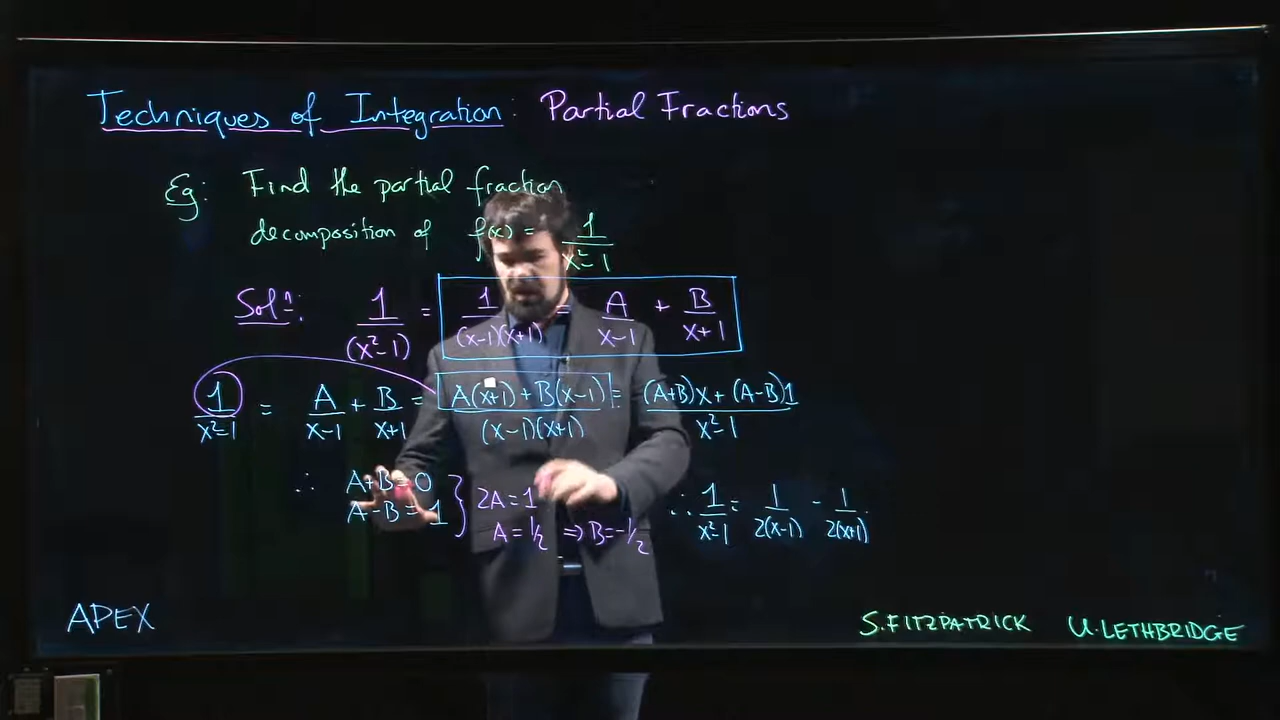 Techniques of Integration: Partial Fractions
Eg: Find the partial fraction
decomposition of f(x) = 1/(x²-1)
Solⁿ: 1/(x²-1) = 1/((x-1)(x+1)) = A/(x-1) + B/(x+1)
1/(x²-1) = A/(x-1) + B/(x+1) = (A(x+1) + B(x-1))/((x-1)(x+1)) = ((A+B)x + (A-B)1)/(x²-1)
∴ A+B=0
A-B=1 } 2A=1
A=1/2 ⇒ B=-1/2
∴ 1/(x²-1) = 1/(2(x-1)) - 1/(2(x+1)).
APEX
S.FITZPATRICK U.LETHBRIDGE